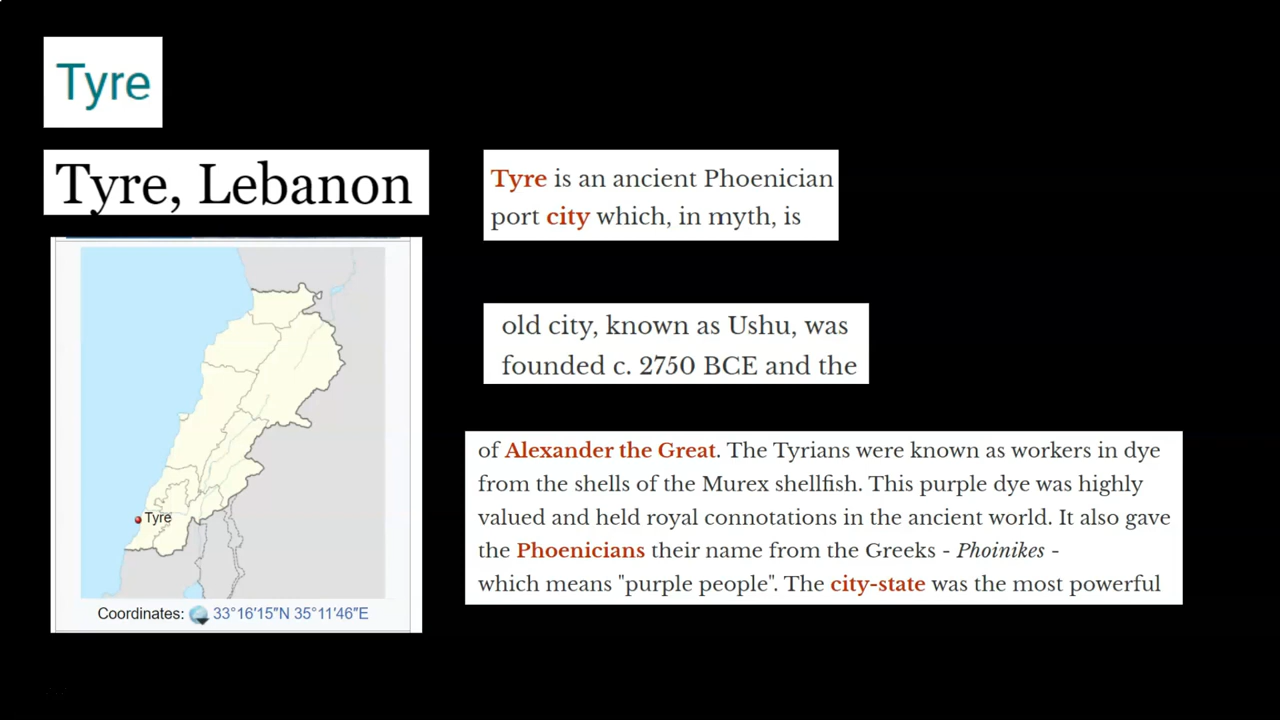 Tyre
Tyre, Lebanon
Tyre
Coordinates: 33°16′15″N 35°11′46″E
Tyre is an ancient Phoenician
port city which, in myth, is
old city, known as Ushu, was
founded c. 2750 BCE and the
of Alexander the Great. The Tyrians were known as workers in dye
from the shells of the Murex shellfish. This purple dye was highly
valued and held royal connotations in the ancient world. It also gave
the Phoenicians their name from the Greeks - Phoinikes -
which means "purple people". The city-state was the most powerful